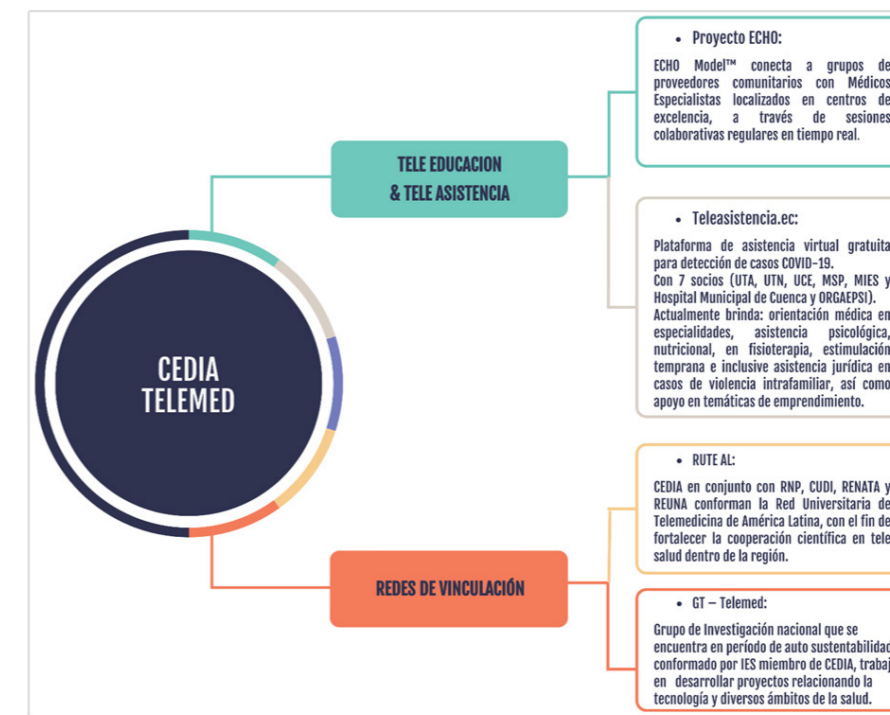 CEDIA
TELEMED
TELE EDUCACION
& TELE ASISTENCIA
• Proyecto ECHO:
ECHO Model™ conecta a grupos de
proveedores comunitarios con Médicos
Especialistas localizados en centros de
excelencia, a través de sesiones
colaborativas regulares en tiempo real.
• Teleasistencia.ec:
Plataforma de asistencia virtual gratuita
para detección de casos COVID-19.
Con 7 socios (UTA, UTN, UCE, MSP, MIES y
Hospital Municipal de Cuenca y ORGAEPSI).
Actualmente brinda: orientación médica en
especialidades, asistencia psicológica,
nutricional, en fisioterapia, estimulación
temprana e inclusive asistencia jurídica en
casos de violencia intrafamiliar, así como
apoyo en temáticas de emprendimiento.
REDES DE VINCULACIÓN
• RUTE AL:
CEDIA en conjunto con RNP, CUDI, RENATA y
REUNA conforman la Red Universitaria de
Telemedicina de América Latina, con el fin de
fortalecer la cooperación científica en tele
salud dentro de la región.
• GT – Telemed:
Grupo de Investigación nacional que se
encuentra en período de auto sustentabilidad
conformado por IES miembro de CEDIA, trabaj
en desarrollar proyectos relacionando la
tecnología y diversos ámbitos de la salud.